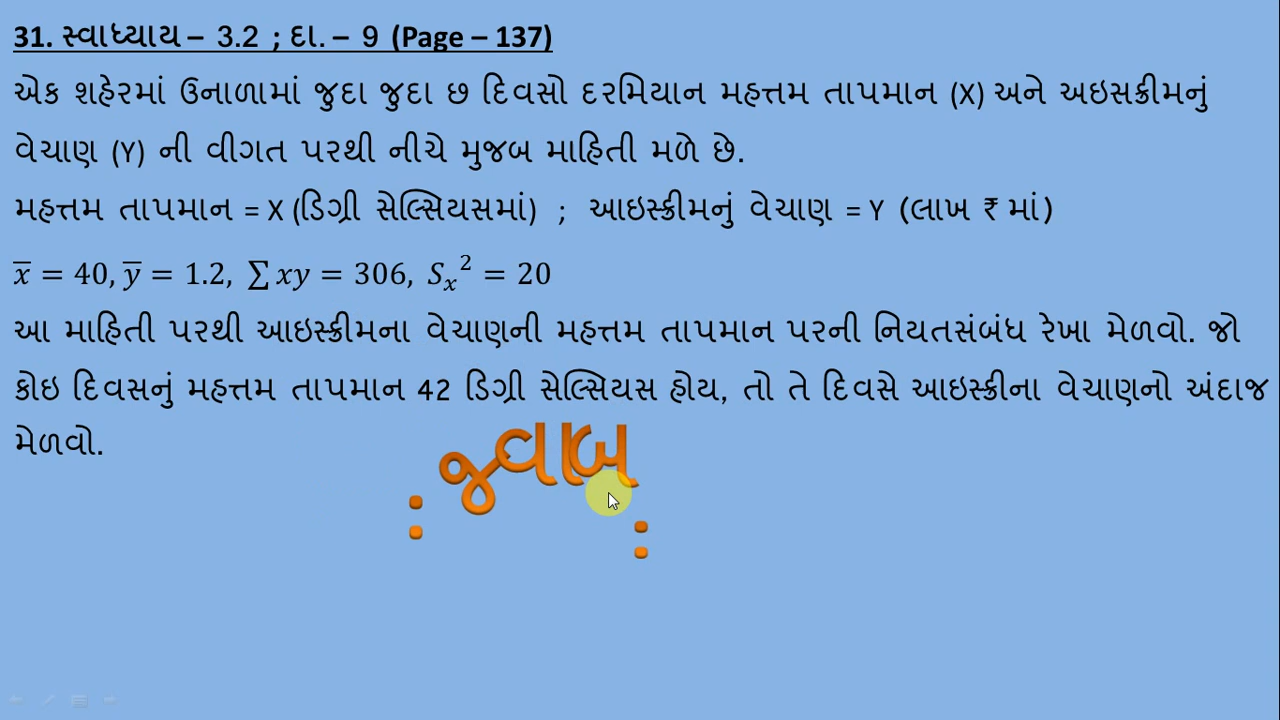 31. સ્વાધ્યાય – 3.2 ; દા. – 9 (Page – 137)
એક શહેરમાં ઉનાળામાં જુદા જુદા છ દિવસો દરમિયાન મહત્તમ તાપમાન (X) અને અઇસક્રીમનું
વેચાણ (Y) ની વીગત પરથી નીચે મુજબ માહિતી મળે છે.
મહત્તમ તાપમાન = X (ડિગ્રી સેલ્સિયસમાં) ; આઇસ્ક્રીમનું વેચાણ = Y (લાખ ₹ માં)
x̅ = 40, y̅ = 1.2, ∑xy = 306, Sₓ² = 20
આ માહિતી પરથી આઇસ્ક્રીમના વેચાણની મહત્તમ તાપમાન પરની નિયતસંબંધ રેખા મેળવો. જો
કોઇ દિવસનું મહત્તમ તાપમાન 42 ડિગ્રી સેલ્સિયસ હોય, તો તે દિવસે આઇસ્ક્રીના વેચાણનો અંદાજ
મેળવો.
: જવાબ :